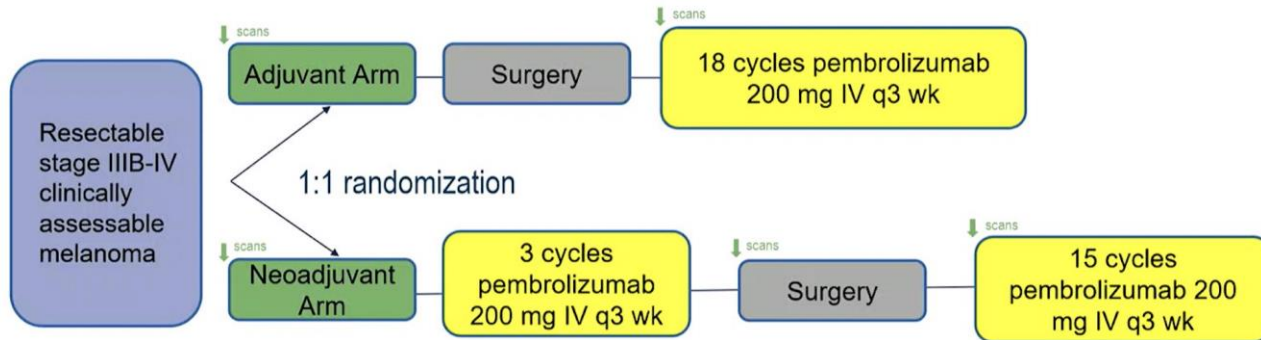 scans
scans
Adjuvant Arm
Surgery
18 cycles pembrolizumab
200 mg IV q3 wk
Resectable
stage IIIB-IV
clinically
assessable
melanoma
1:1 randomization
scans
scans
scans
Neoadjuvant
Arm
3 cycles
pembrolizumab
200 mg IV q3 wk
Surgery
15 cycles
pembrolizumab 200
mg IV q3 wk